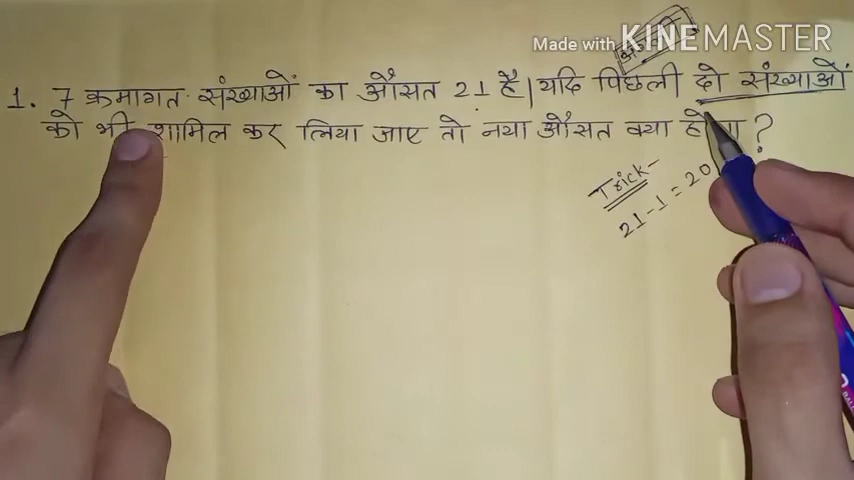 Made with KINEMASTER
1. 7 क्रमागत संख्याओं का औसत 21 है। यदि पिछली दो संख्याओं
को भी शामिल कर लिया जाए तो नया औसत क्या ?
Trick-
21-1=20